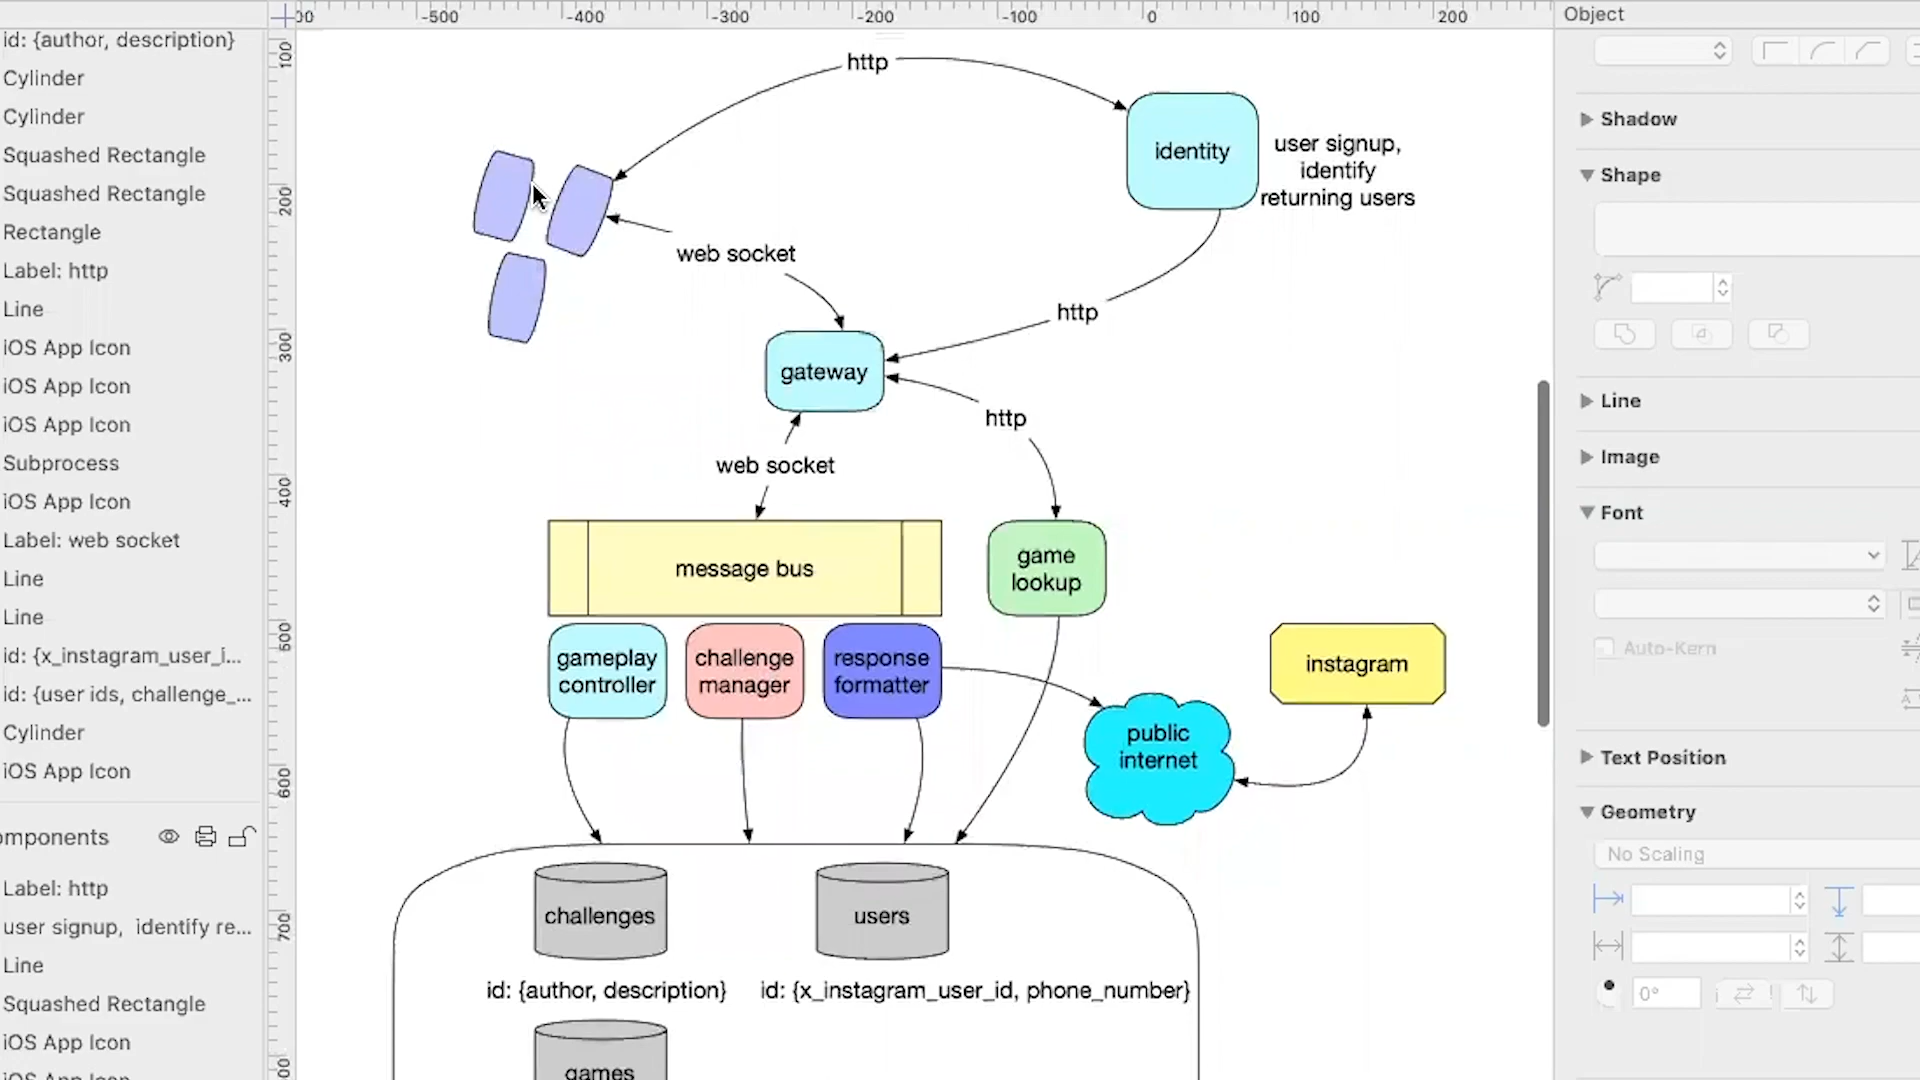 id: {author, description}
Cylinder
Cylinder
Squashed Rectangle
Squashed Rectangle
Rectangle
Label: http
Line
iOS App Icon
iOS App Icon
iOS App Icon
Subprocess
iOS App Icon
Label: web socket
Line
Line
id: {x_instagram_user_i...
id: {user ids, challenge_...
Cylinder
iOS App Icon
omponents
Label: http
user signup, identify re...
Line
Squashed Rectangle
iOS App Icon
iOS App Icon
00 -500 -400 -300 -200 -100 0 100 200
100
200
300
400
500
600
700
00
http
identity
user signup,
identify
returning users
web socket
http
gateway
http
web socket
message bus
game
lookup
gameplay
controller
challenge
manager
response
formatter
instagram
public
internet
challenges
users
id: {author, description}
id: {x_instagram_user_id, phone_number}
games
Object
Shadow
Shape
Line
Image
Font
Auto-Kern
Text Position
Geometry
No Scaling
0°